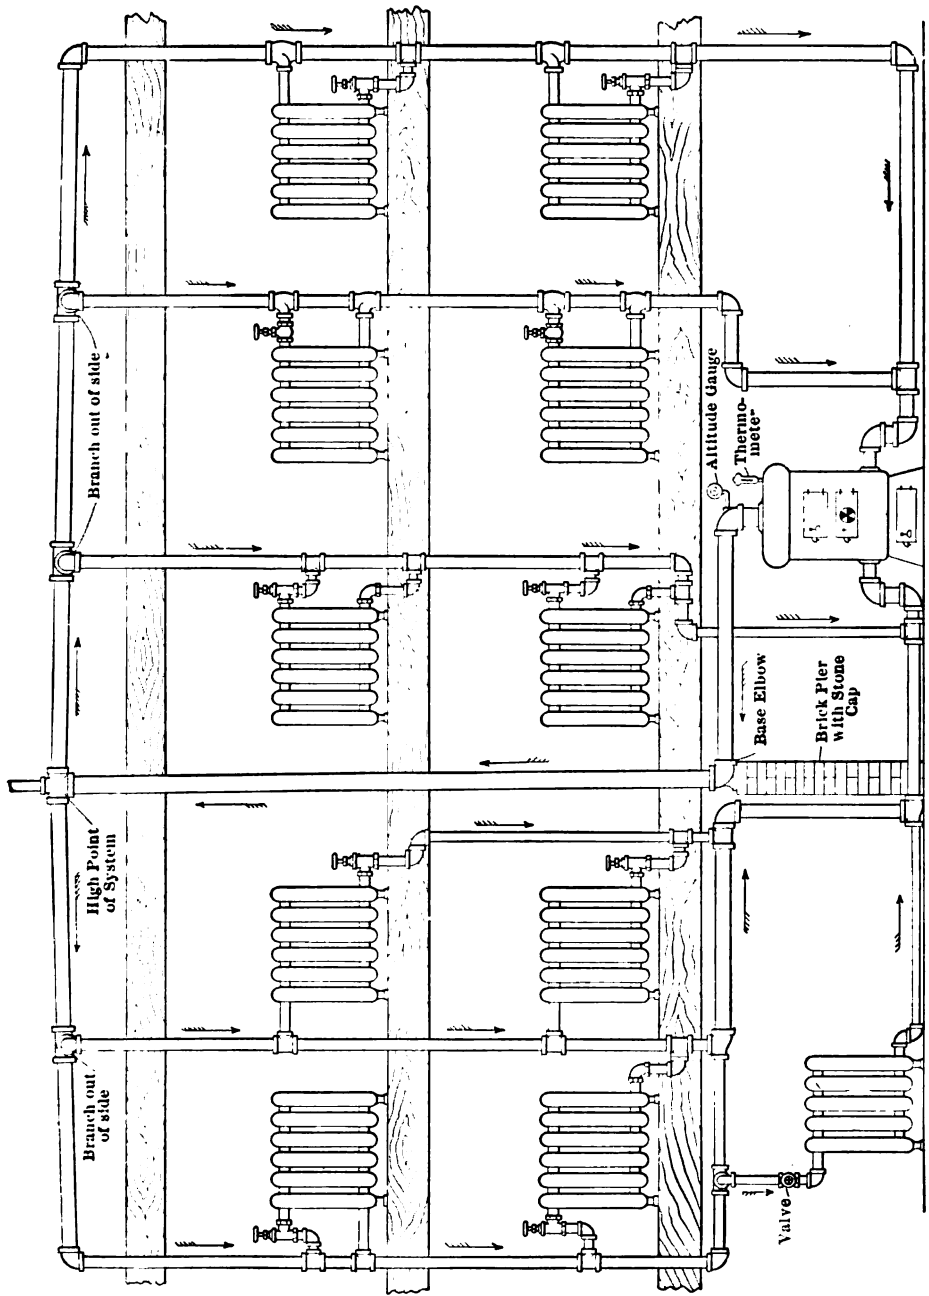 Branch out of side
Altitude Gauge
Thermo-
meter
High Point
of System
Base Elbow
Brick Pier
with Stone
Cap
Branch out
of side
Valve